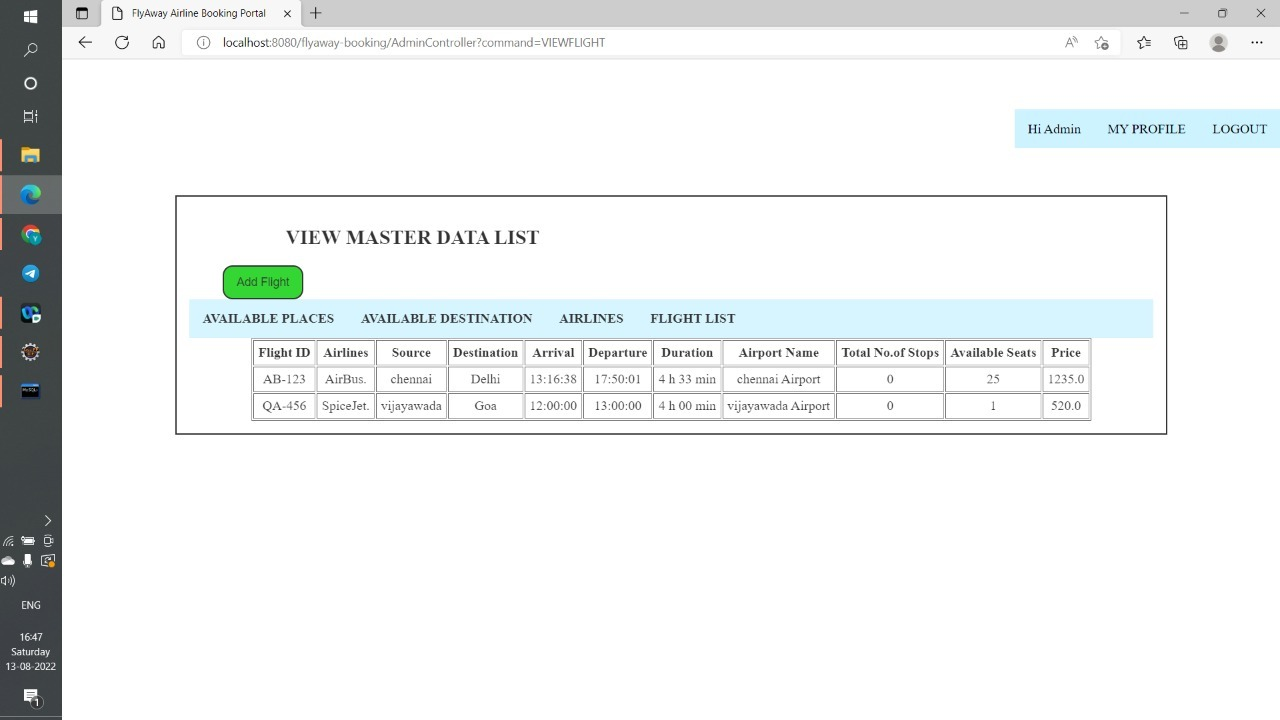 FlyAway Airline Booking Portal
localhost:8080/flyaway-booking/AdminController?command=VIEWFLIGHT
Hi Admin MY PROFILE LOGOUT
VIEW MASTER DATA LIST
Add Flight
AVAILABLE PLACES AVAILABLE DESTINATION AIRLINES FLIGHT LIST
Flight ID Airlines Source Destination Arrival Departure Duration Airport Name Total No.of Stops Available Seats Price
AB-123 AirBus. chennai Delhi 13:16:38 17:50:01 4 h 33 min chennai Airport 0 25 1235.0
QA-456 SpiceJet. vijayawada Goa 12:00:00 13:00:00 4 h 00 min vijayawada Airport 0 1 520.0
ENG
16:47
Saturday
13-08-2022
1